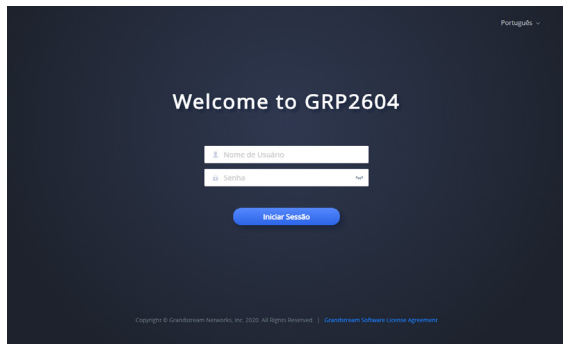 Português
Welcome to GRP2604
Nome de Usuário
Senha
Iniciar Sessão
Copyright © Grandstream Networks, Inc. 2020. All Rights Reserved. | Grandstream Software License Agreement